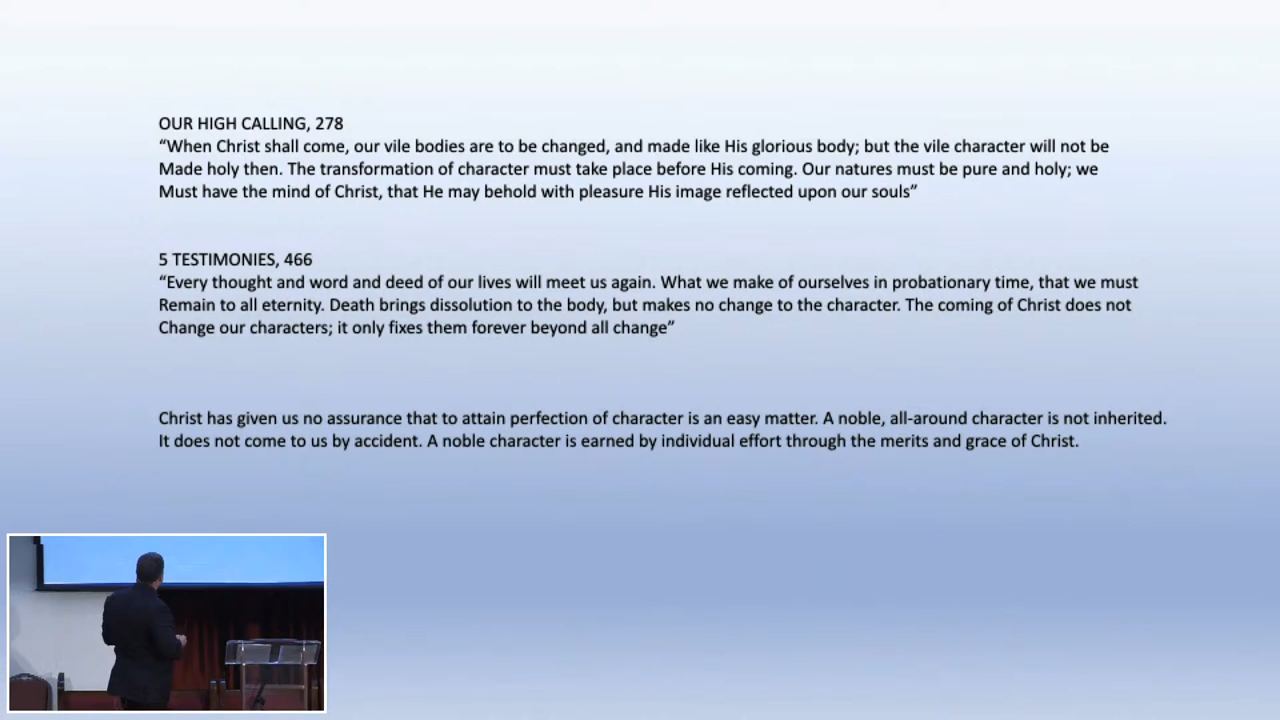 OUR HIGH CALLING, 278
“When Christ shall come, our vile bodies are to be changed, and made like His glorious body; but the vile character will not be
Made holy then. The transformation of character must take place before His coming. Our natures must be pure and holy; we
Must have the mind of Christ, that He may behold with pleasure His image reflected upon our souls”
5 TESTIMONIES, 466
“Every thought and word and deed of our lives will meet us again. What we make of ourselves in probationary time, that we must
Remain to all eternity. Death brings dissolution to the body, but makes no change to the character. The coming of Christ does not
Change our characters; it only fixes them forever beyond all change”
Christ has given us no assurance that to attain perfection of character is an easy matter. A noble, all-around character is not inherited.
It does not come to us by accident. A noble character is earned by individual effort through the merits and grace of Christ.